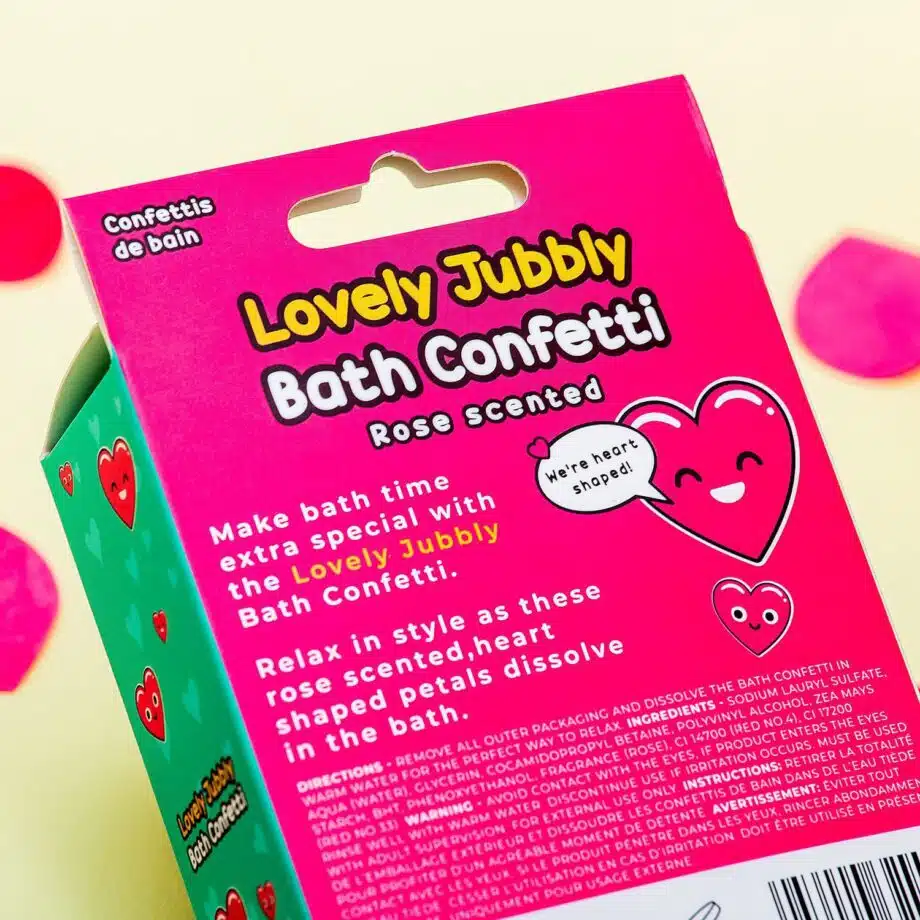 Confettis
de bain
Lovely Jubbly
Bath Confetti
Rose scented
We're heart
shaped!
Make bath time
extra special with
the Lovely Jubbly
Bath Confetti.
Relax in style as these
rose scented,heart
shaped petals dissolve
in the bath.
DIRECTIONS - REMOVE ALL OUTER PACKAGING AND DISSOLVE THE BATH CONFETTI IN
WARM WATER FOR THE PERFECT WAY TO RELAX. INGREDIENTS - SODIUM LAURYL SULFATE,
AQUA (WATER), GLYCERIN, COCAMIDOPROPYL BETAINE, POLYVINYL ALCOHOL, ZEA MAYS
STARCH, BHT, PHENOXYETHANOL, FRAGRANCE (ROSE), CI 14700 (RED NO.4), CI 17200
(RED NO 33) WARNING - AVOID CONTACT WITH THE EYES, IF PRODUCT ENTERS THE EYES
RINSE WELL WITH WARM WATER. DISCONTINUE USE IF IRRITATION OCCURS. MUST BE USED
WITH ADULT SUPERVISION. FOR EXTERNAL USE ONLY INSTRUCTIONS: RETIRER LA TOTALITÉ
DE L'EMBALLAGE EXTÉRIEUR ET DISSOUDRE LES CONFETTIS DE BAIN DANS DE L'EAU TIÈDE
POUR PROFITER D'UN AGRÉABLE MOMENT DE DÉTENTE. AVERTISSEMENT: ÉVITER TOUT
CONTACT AVEC LES YEUX. SI LE PRODUIT PÉNÈTRE DANS LES YEUX, RINCER ABONDAMMEN
EAU TIÈDE. CESSER L'UTILISATION EN CAS D'IRRITATION. DOIT ÊTRE UTILISÉ EN PRÉSE
UNIQUEMENT POUR USAGE EXTERNE
Lovely Jubbly
Bath Confetti